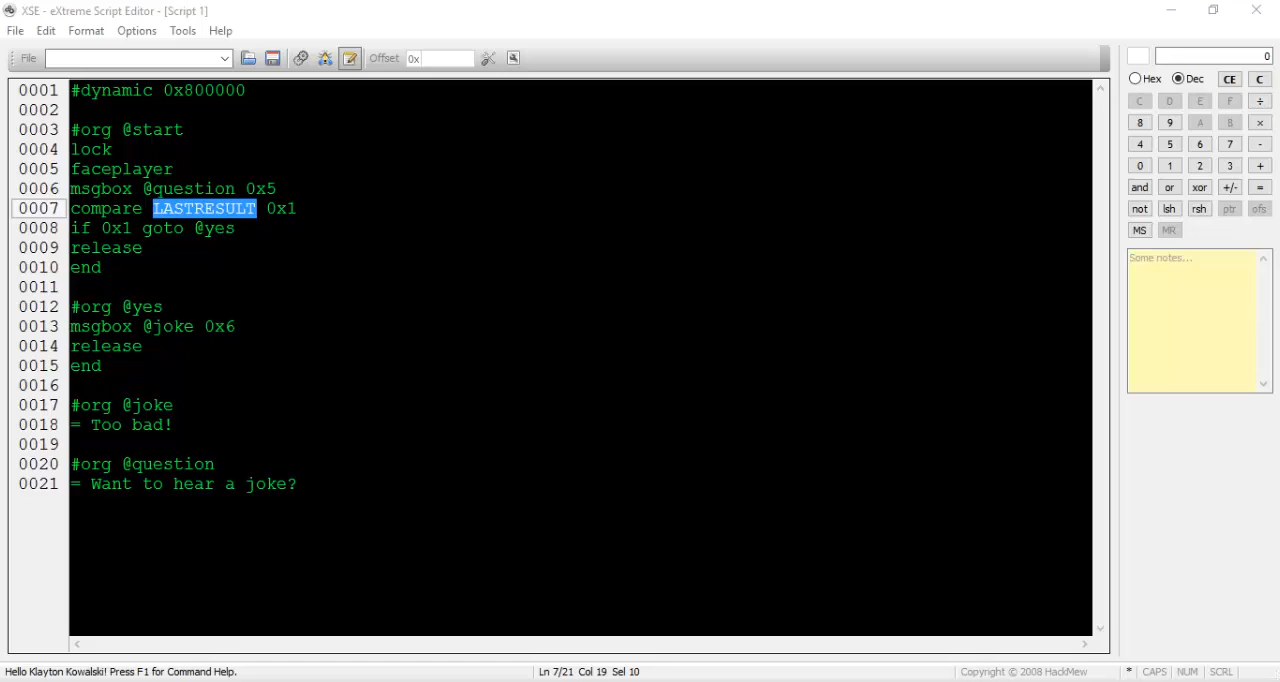 XSE - eXtreme Script Editor - [Script 1]
File Edit Format Options Tools Help
File Offset 0x
0
Hex Dec CE C
C D E F ÷
8 9 A B ×
4 5 6 7 -
0 1 2 3 +
and or xor +/- =
not lsh rsh ptr ofs
MS MR
Some notes...
0001 #dynamic 0x800000
0002
0003 #org @start
0004 lock
0005 faceplayer
0006 msgbox @question 0x5
0007 compare LASTRESULT 0x1
0008 if 0x1 goto @yes
0009 release
0010 end
0011
0012 #org @yes
0013 msgbox @joke 0x6
0014 release
0015 end
0016
0017 #org @joke
0018 = Too bad!
0019
0020 #org @question
0021 = Want to hear a joke?
Hello Klayton Kowalski! Press F1 for Command Help. Ln 7/21 Col 19 Sel 10 Copyright © 2008 HackMew * CAPS NUM SCRL